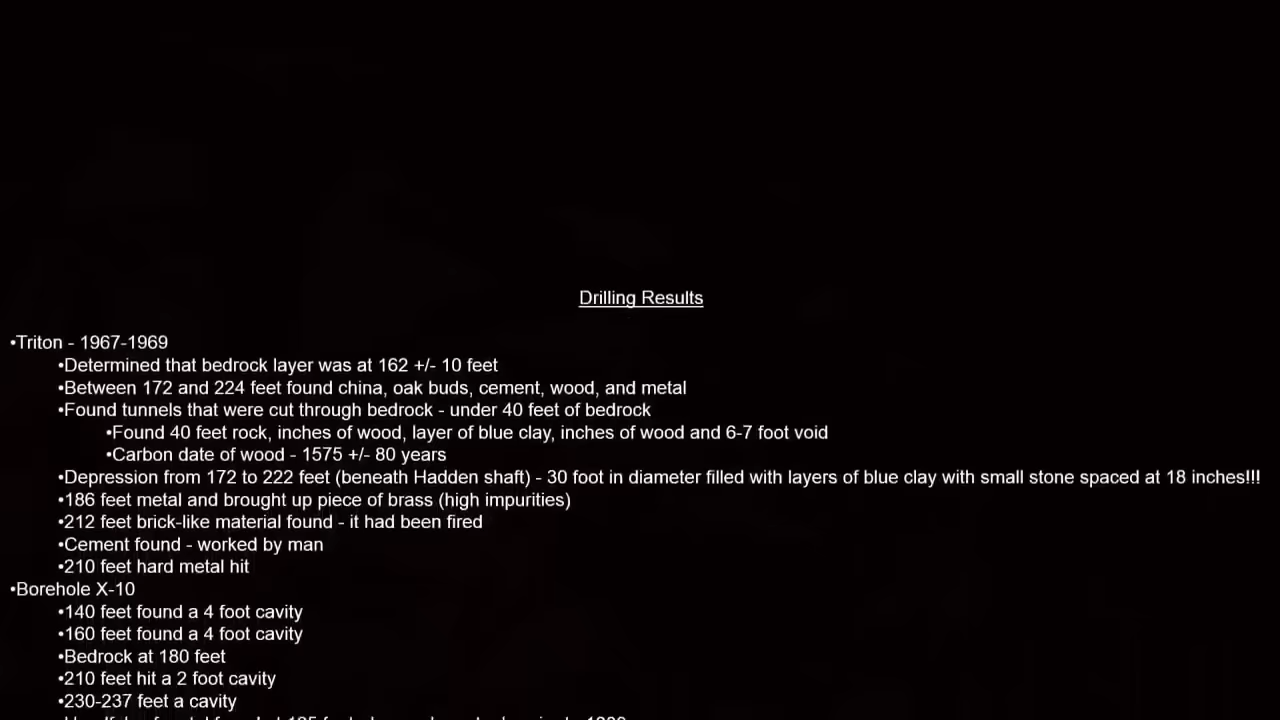 Drilling Results
•Triton - 1967-1969
•Determined that bedrock layer was at 162 +/- 10 feet
•Between 172 and 224 feet found china, oak buds, cement, wood, and metal
•Found tunnels that were cut through bedrock - under 40 feet of bedrock
•Found 40 feet rock, inches of wood, layer of blue clay, inches of wood and 6-7 foot void
•Carbon date of wood - 1575 +/- 80 years
•Depression from 172 to 222 feet (beneath Hadden shaft) - 30 foot in diameter filled with layers of blue clay with small stone spaced at 18 inches!!!
•186 feet metal and brought up piece of brass (high impurities)
•212 feet brick-like material found - it had been fired
•Cement found - worked by man
•210 feet hard metal hit
•Borehole X-10
•140 feet found a 4 foot cavity
•160 feet found a 4 foot cavity
•Bedrock at 180 feet
•210 feet hit a 2 foot cavity
•230-237 feet a cavity